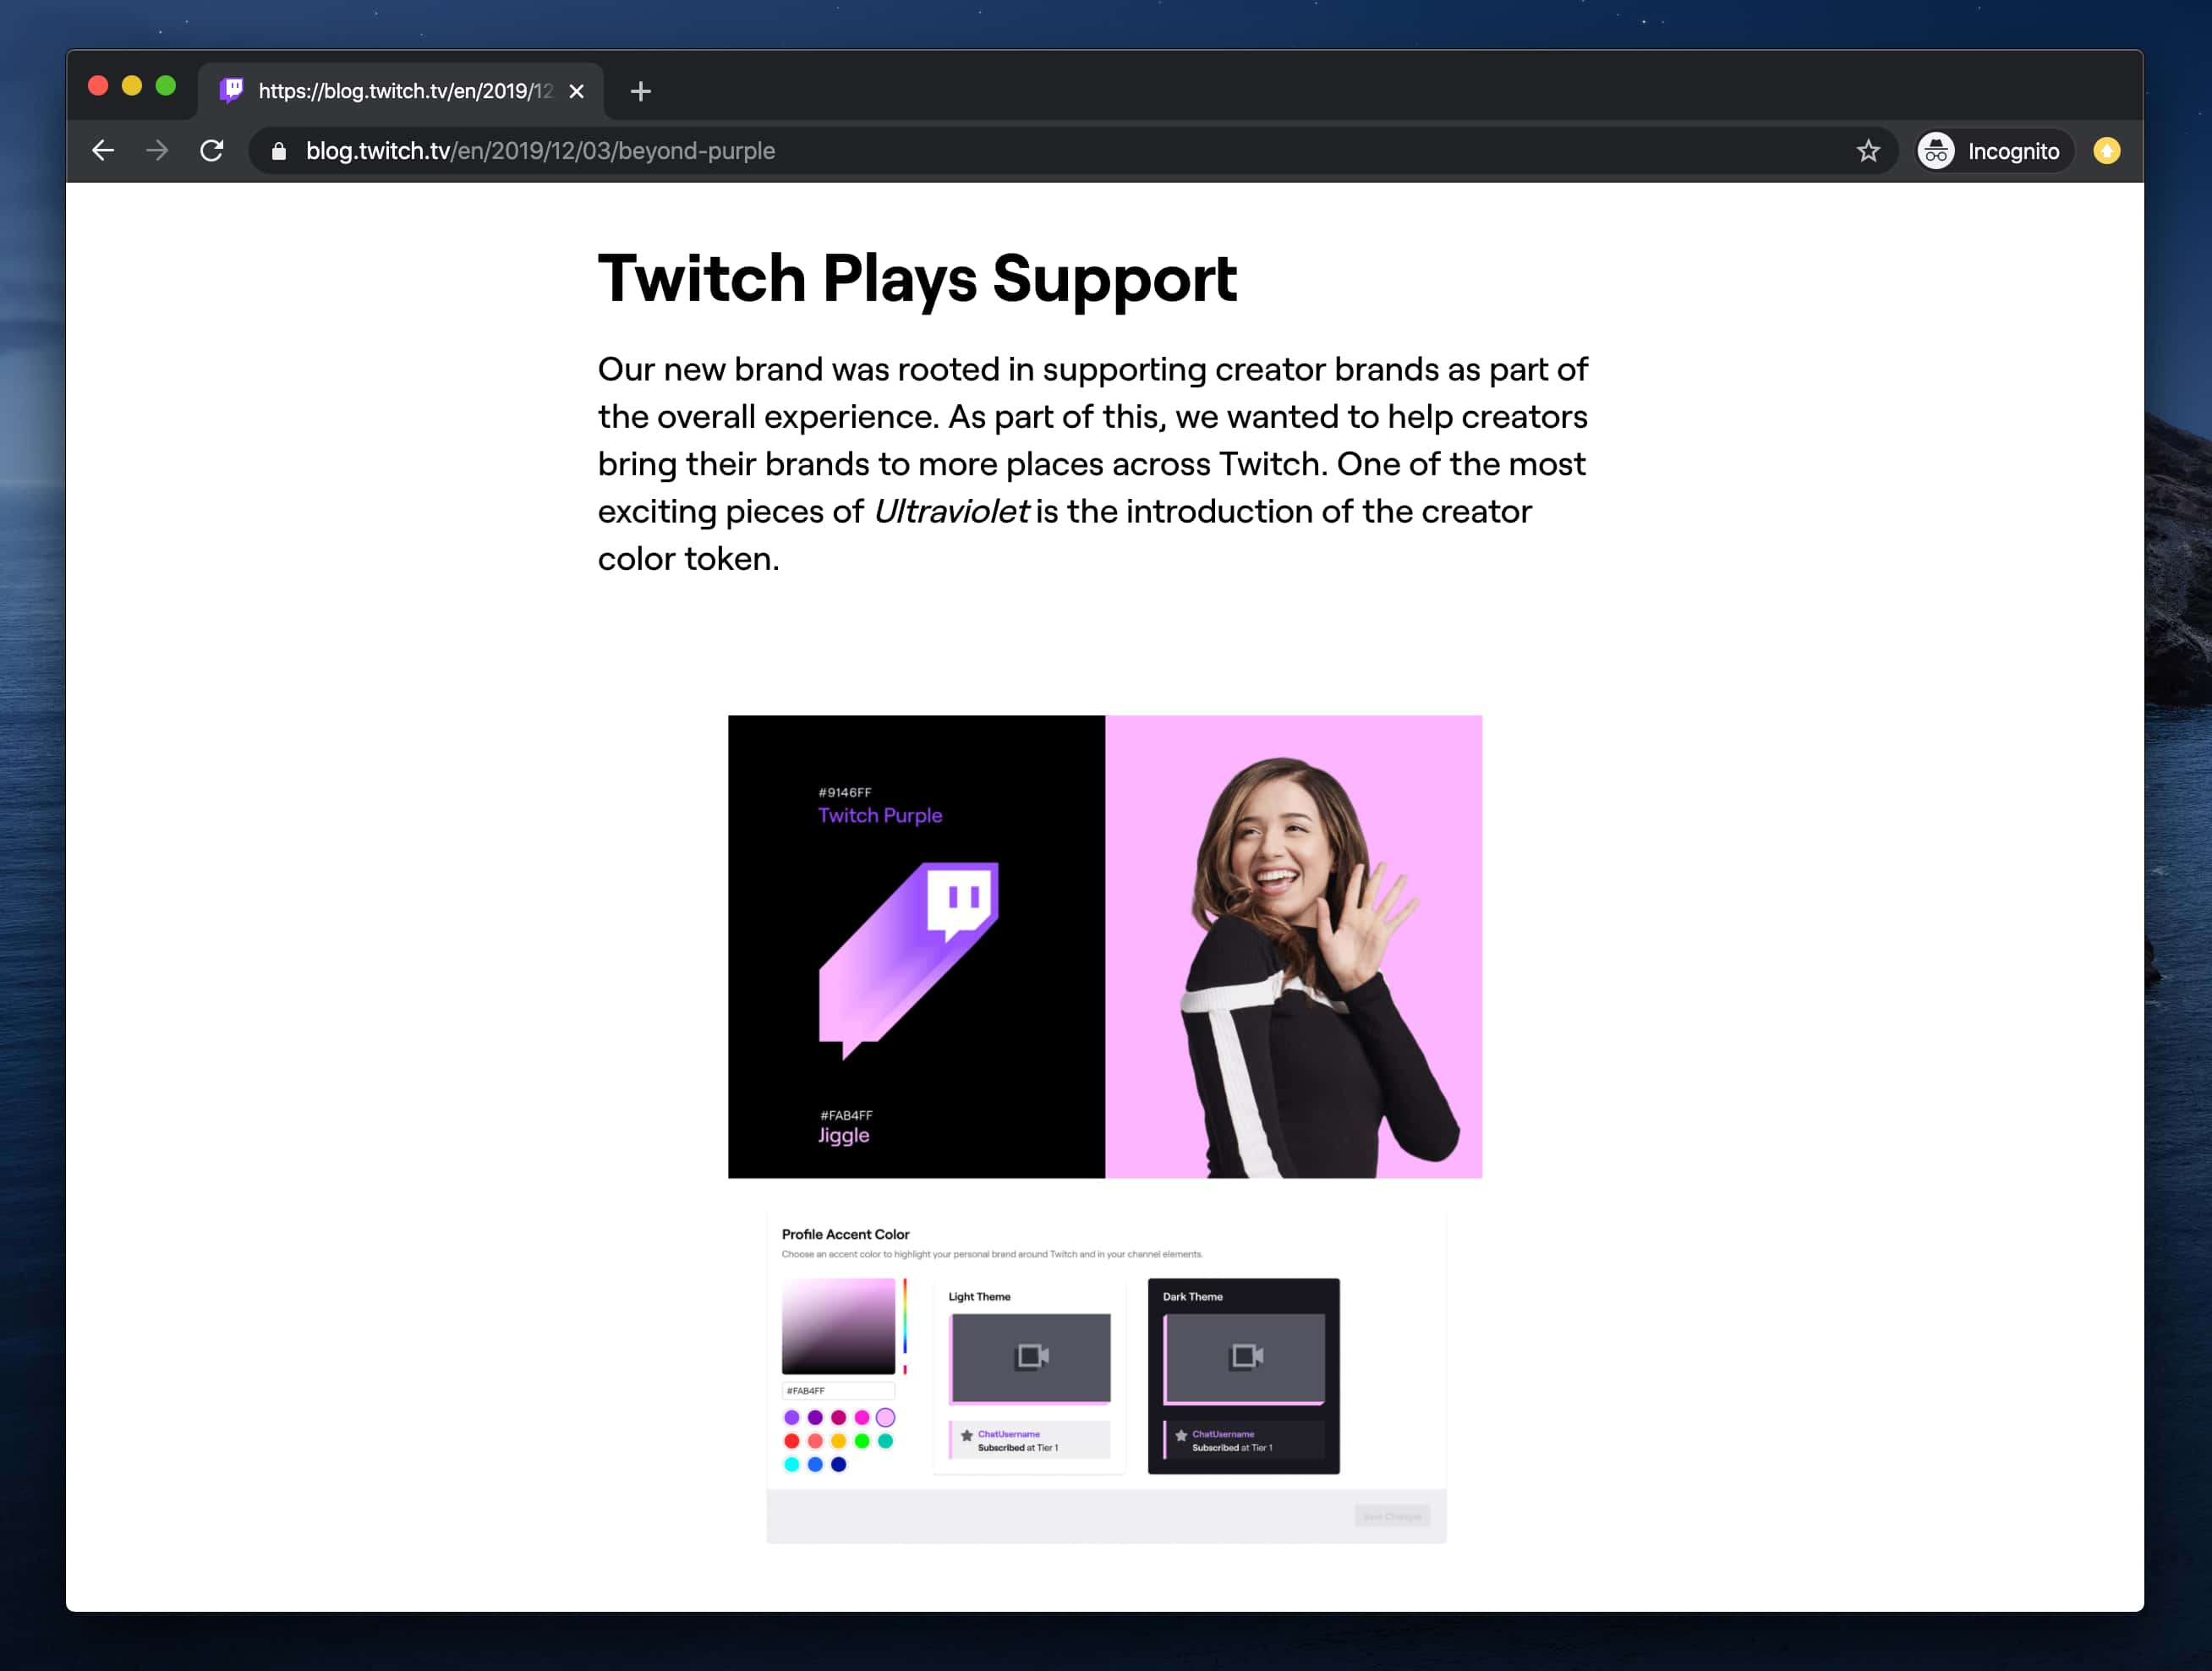 https://blog.twitch.tv/en/2019/12
blog.twitch.tv/en/2019/12/03/beyond-purple
Incognito
Twitch Plays Support
Our new brand was rooted in supporting creator brands as part of
the overall experience. As part of this, we wanted to help creators
bring their brands to more places across Twitch. One of the most
exciting pieces of Ultraviolet is the introduction of the creator
color token.
#9146FF
Twitch Purple
#FAB4FF
Jiggle
Profile Accent Color
Choose an accent color to highlight your personal brand around Twitch and in your channel elements.
Light Theme
Dark Theme
#FAB4FF
ChatUsername
Subscribed at Tier 1
ChatUsername
Subscribed at Tier 1
Save Changes